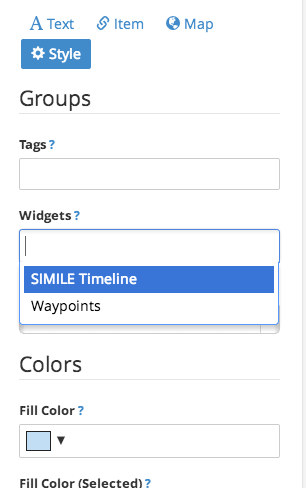 Text Item Map
Style
Groups
Tags ?
Widgets ?
SIMILE Timeline
Waypoints
Colors
Fill Color ?
Fill Color (Selected) ?